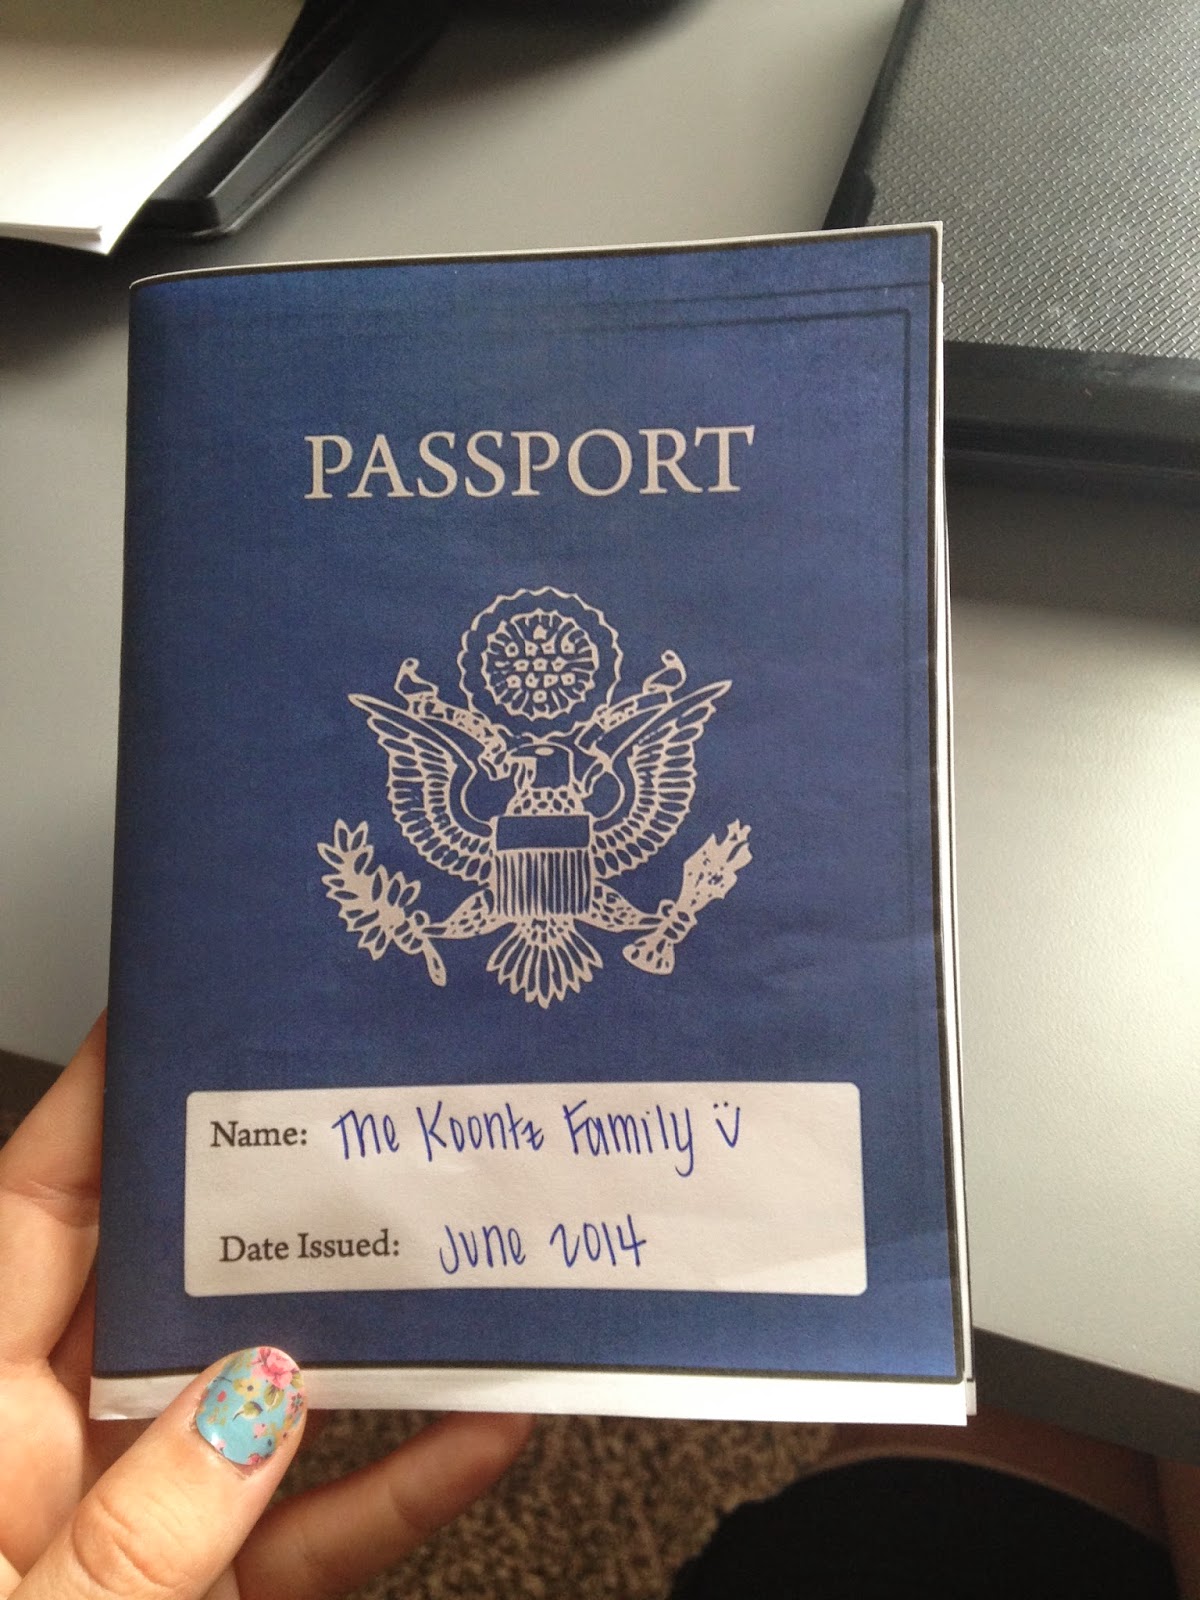 PASSPORT
Name: The Koontz Family
Date Issued: June 2014